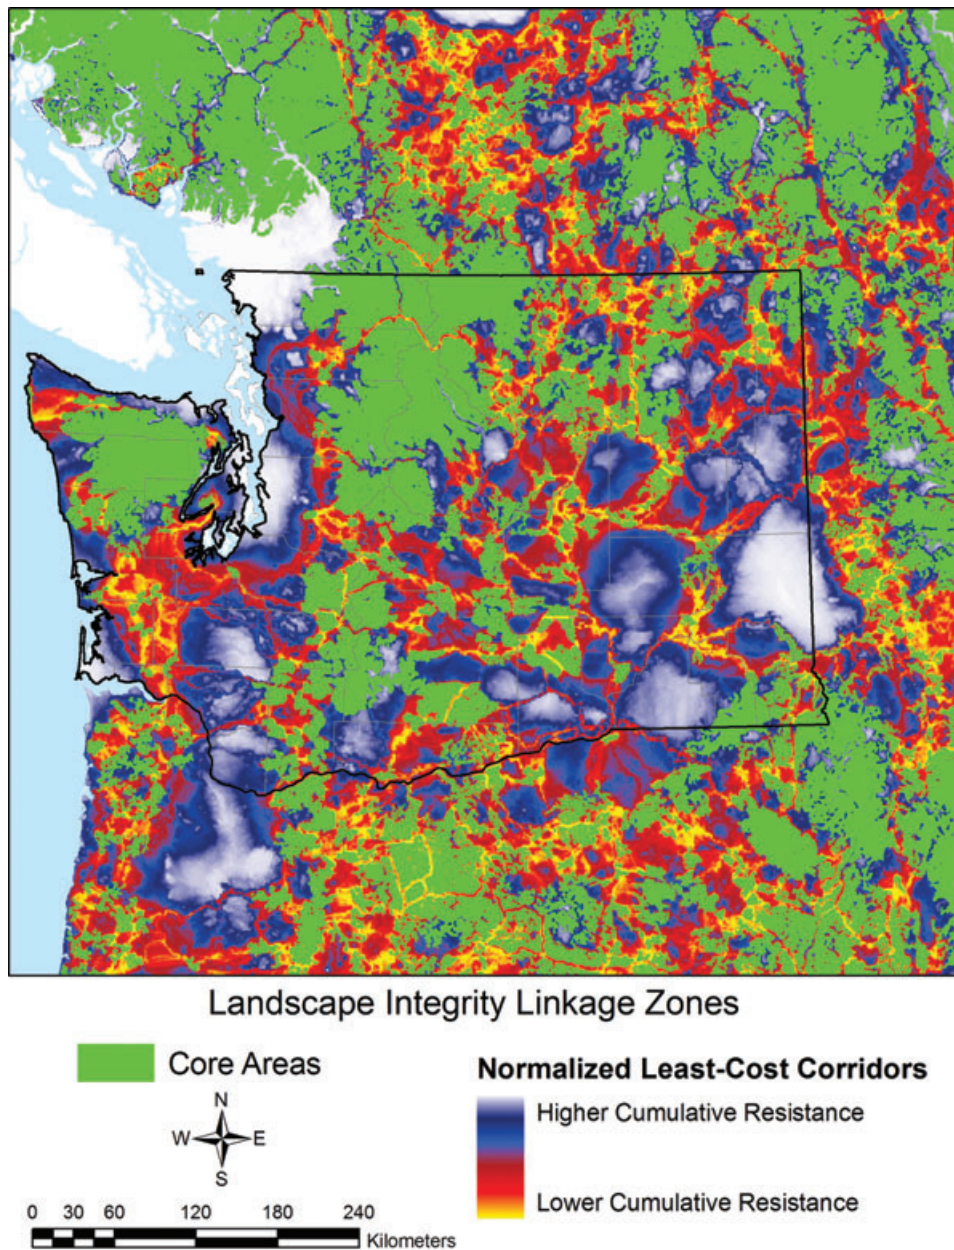 Landscape Integrity Linkage Zones
Core Areas
N
W E
S
0 30 60 120 180 240
Kilometers
Normalized Least-Cost Corridors
Higher Cumulative Resistance
Lower Cumulative Resistance